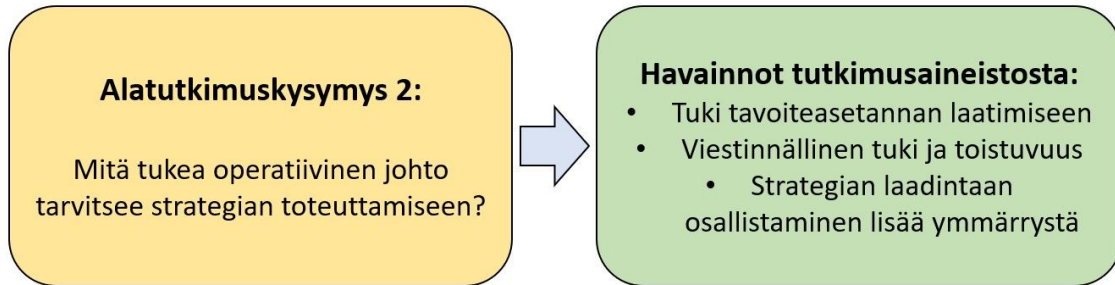 Alatutkimuskysymys 2:
Mitä tukea operatiivinen johto
tarvitsee strategian toteuttamiseen?
Havainnot tutkimusaineistosta:
• Tuki tavoiteasetannan laatimiseen
• Viestinnällinen tuki ja toistuvuus
• Strategian laadintaan
osallistaminen lisää ymmärrystä